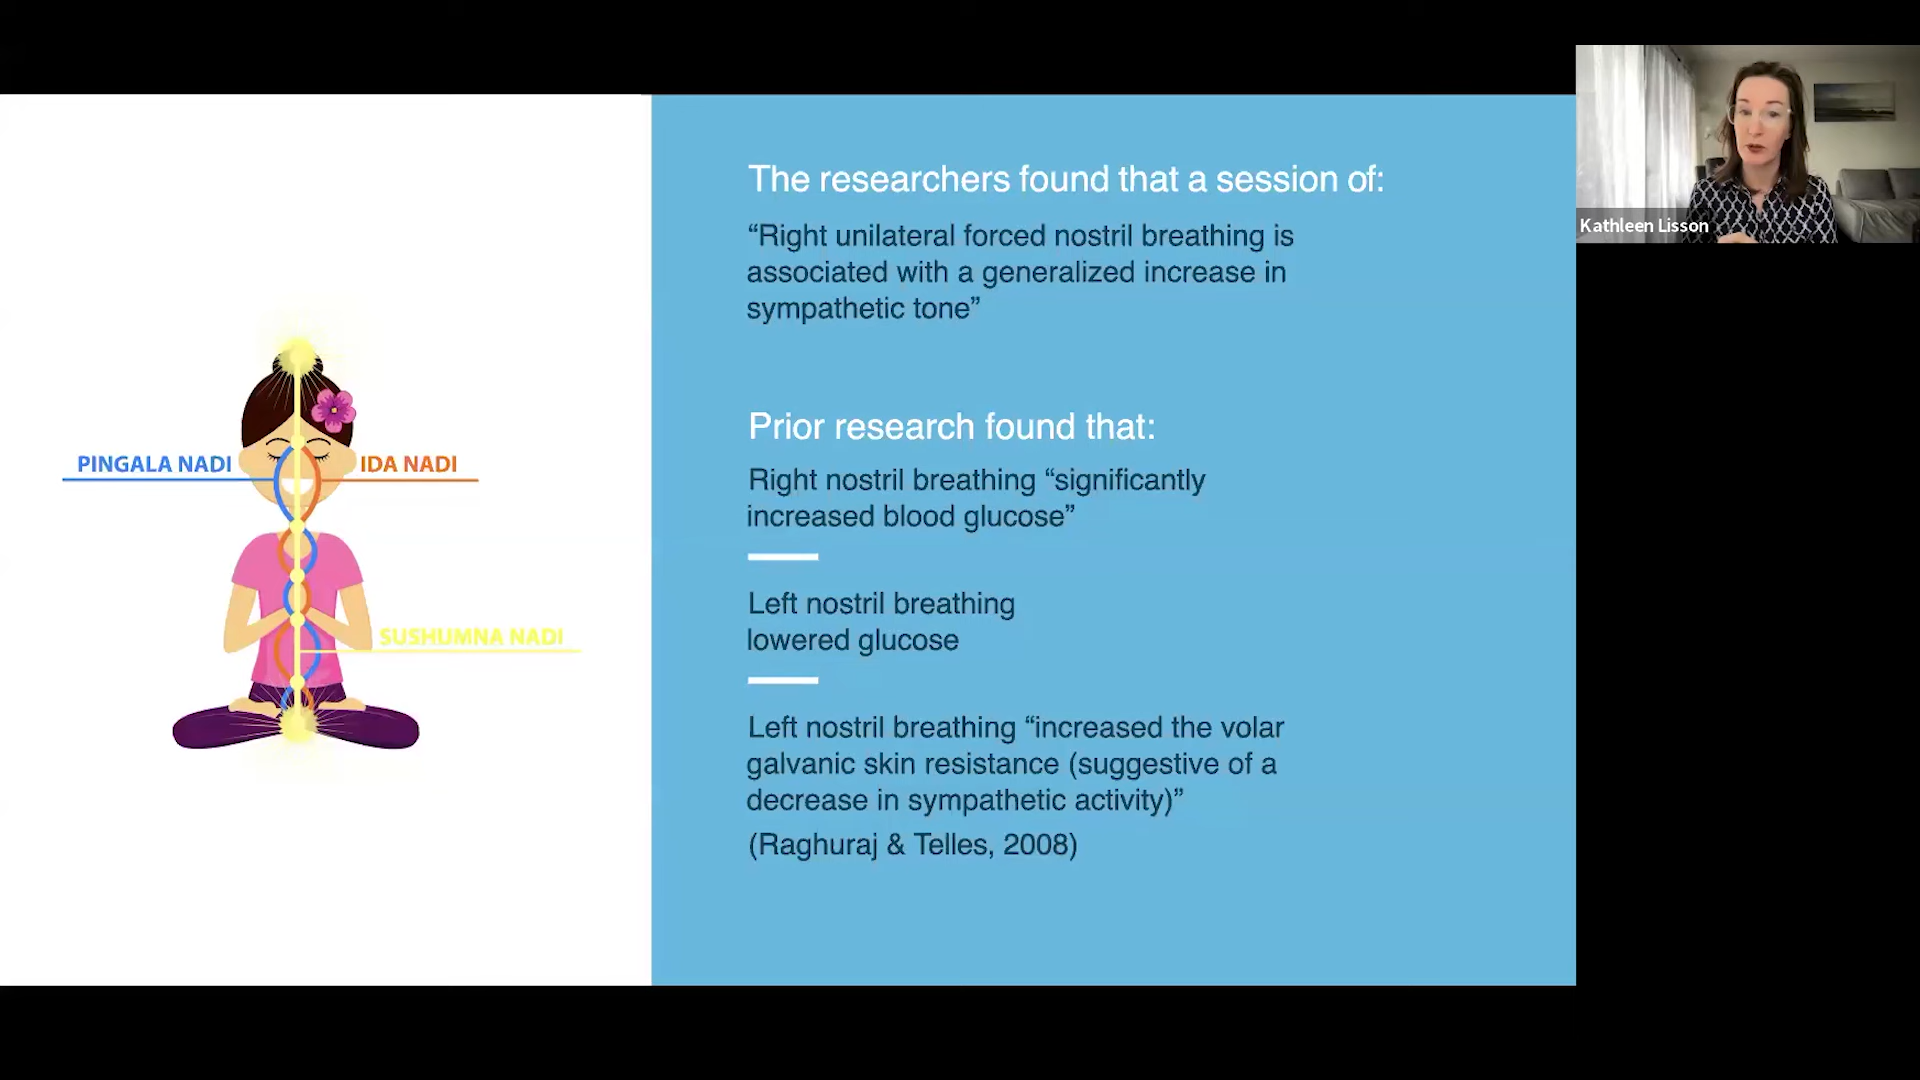 The researchers found that a session of:
“Right unilateral forced nostril breathing is
associated with a generalized increase in
sympathetic tone”
Prior research found that:
Right nostril breathing “significantly
increased blood glucose”
Left nostril breathing
lowered glucose
Left nostril breathing “increased the volar
galvanic skin resistance (suggestive of a
decrease in sympathetic activity)”
(Raghuraj & Telles, 2008)
PINGALA NADI
IDA NADI
SUSHUMNA NADI
Kathleen Lisson